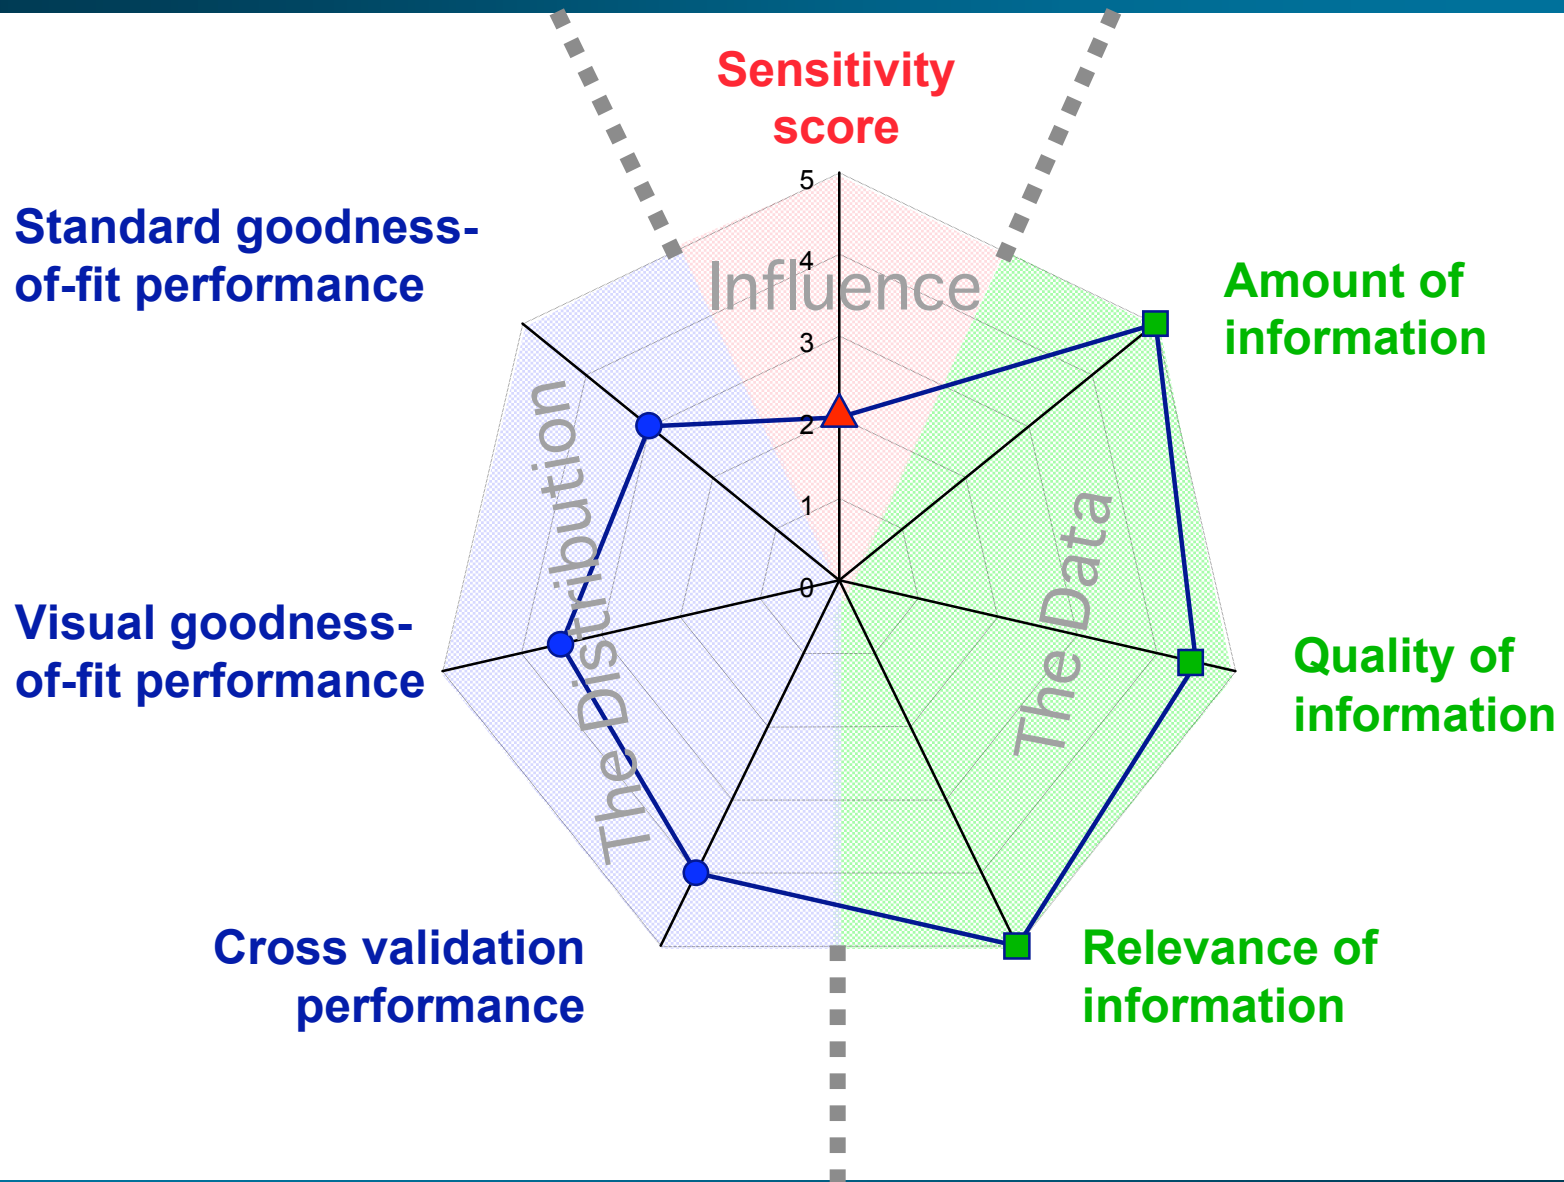 Sensitivity
score
Standard goodness-
of-fit performance
Amount of
information
5
4
3
2
1
0
Influence
The Distribution
The Data
Visual goodness-
of-fit performance
Quality of
information
Cross validation
performance
Relevance of
information